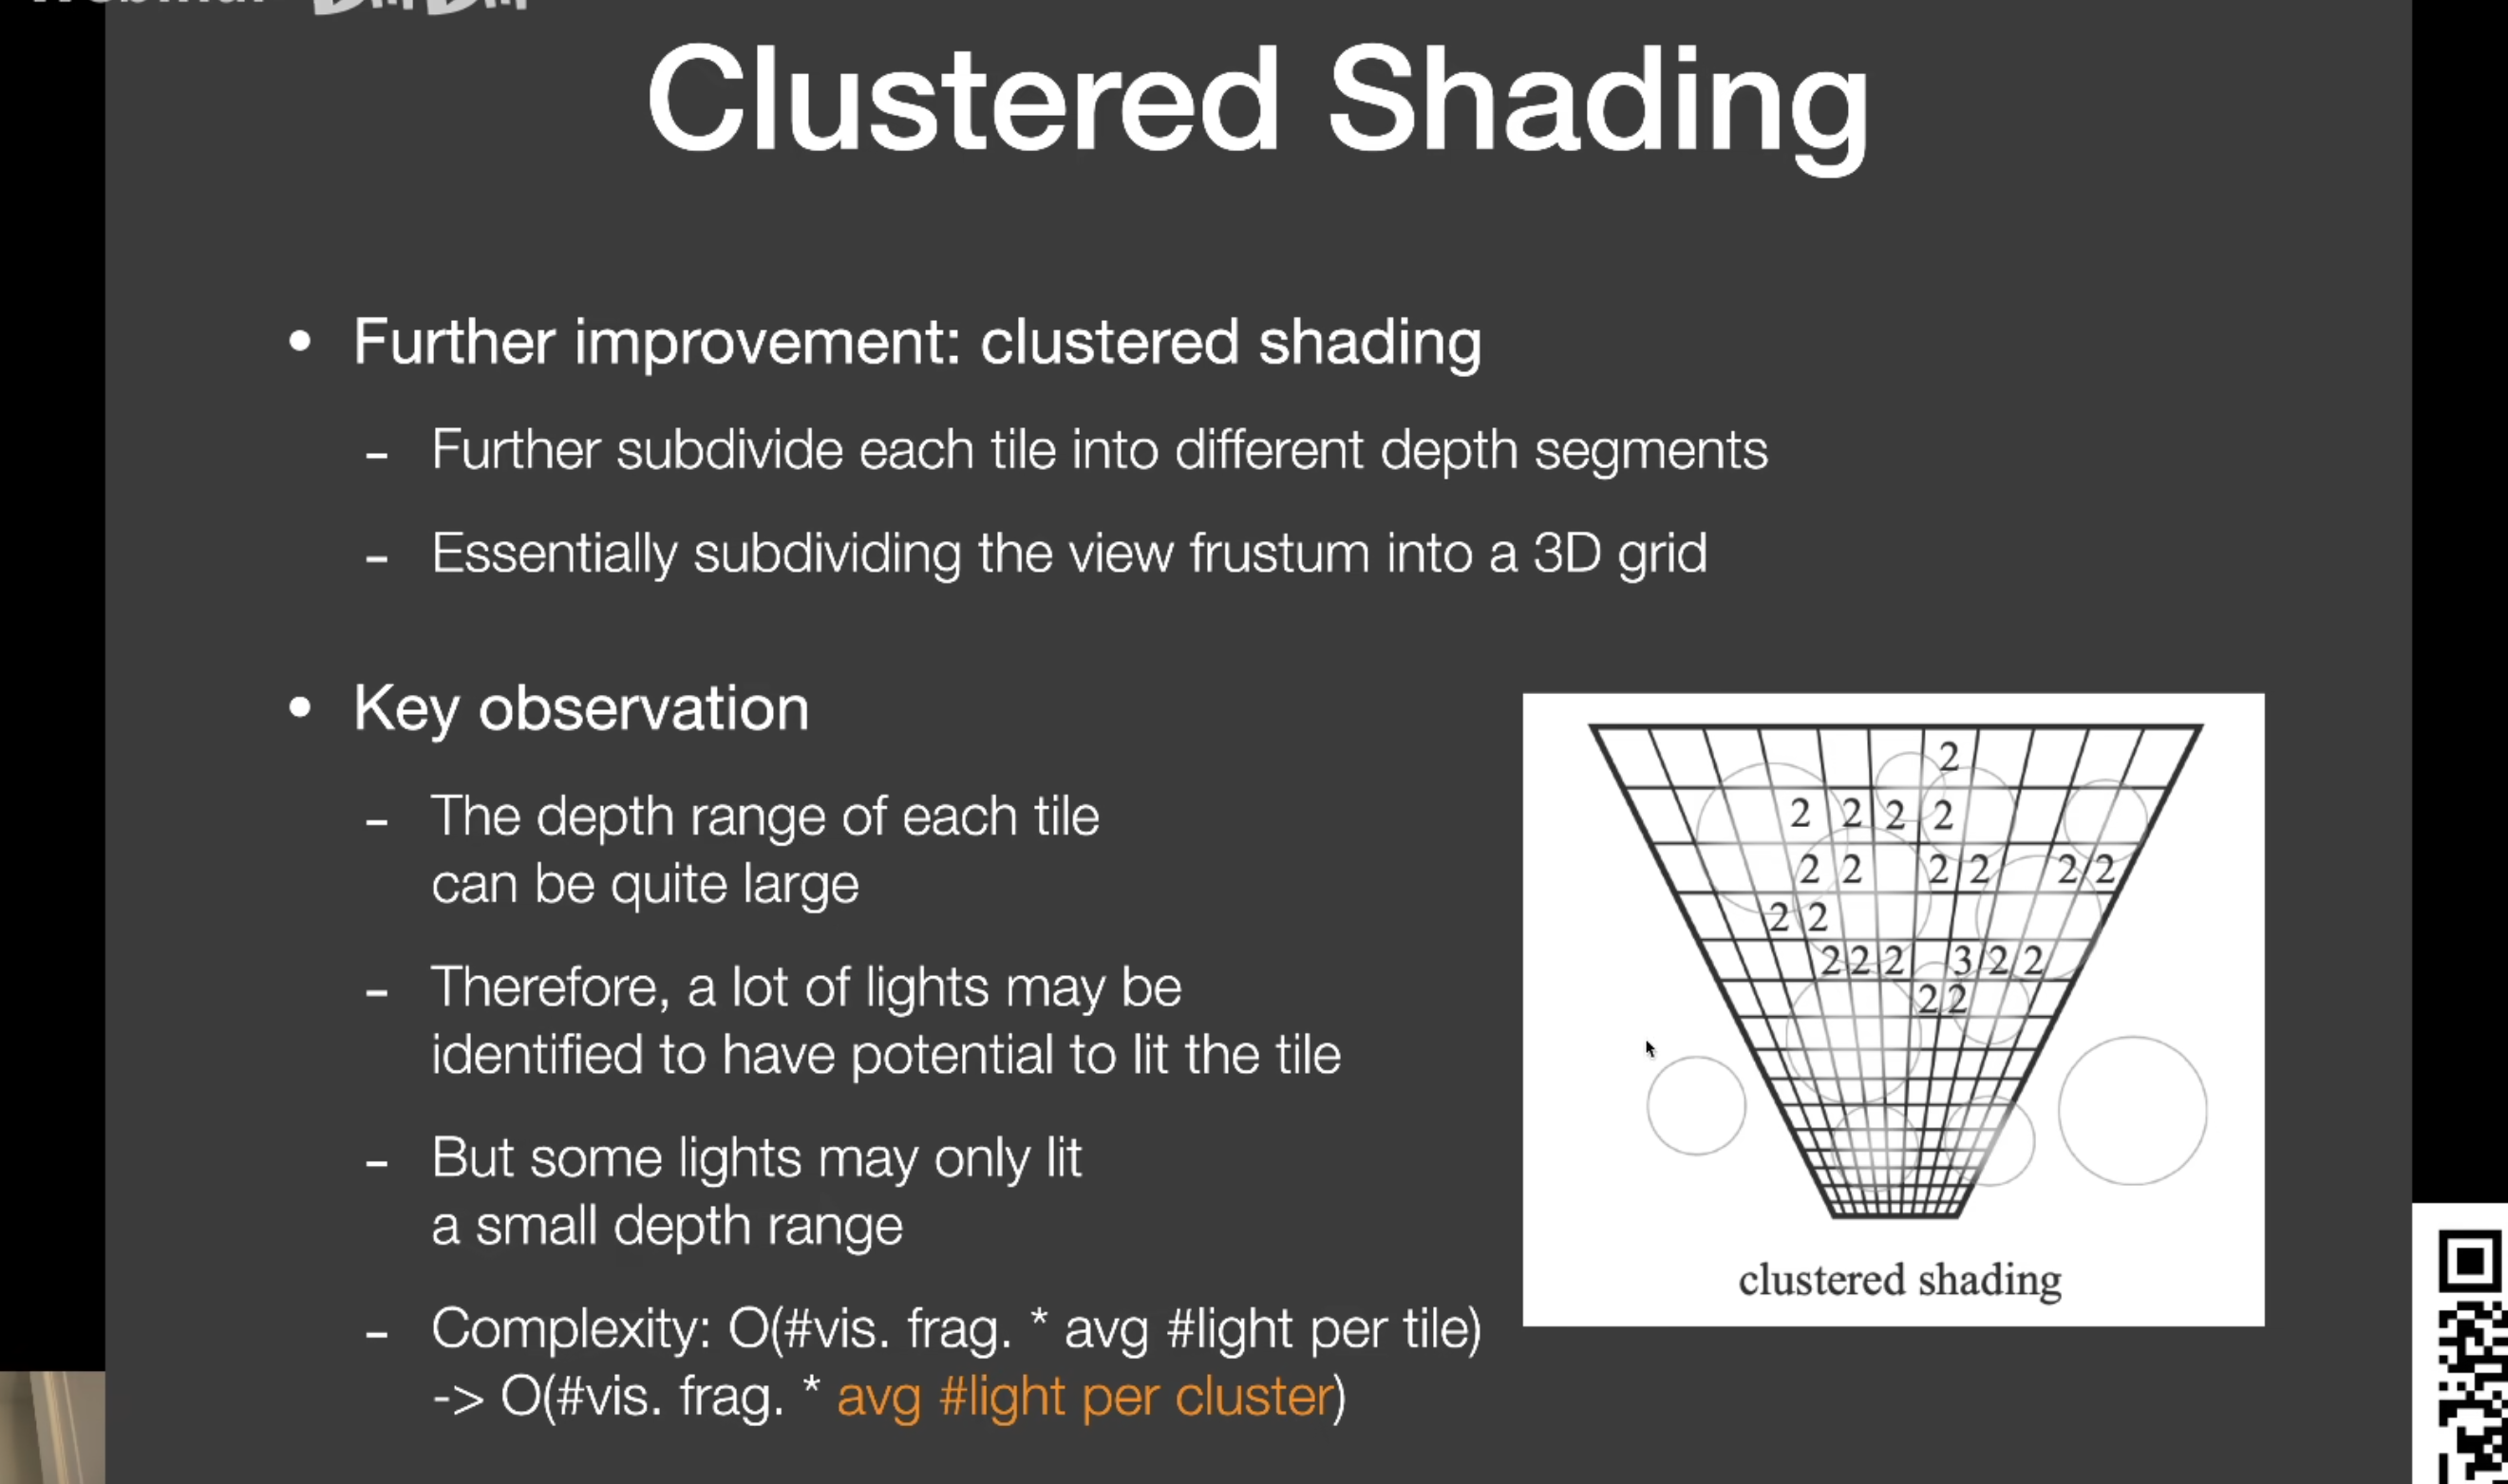 Clustered Shading
• Further improvement: clustered shading
- Further subdivide each tile into different depth segments
- Essentially subdividing the view frustum into a 3D grid
• Key observation
- The depth range of each tile
can be quite large
- Therefore, a lot of lights may be
identified to have potential to lit the tile
- But some lights may only lit
a small depth range
- Complexity: O(#vis. frag. * avg #light per tile)
-> O(#vis. frag. * avg #light per cluster)
2
2 2 2 2
2 2 2 2 2 2
2 2
2 2 2 3 2 2
2 2
clustered shading